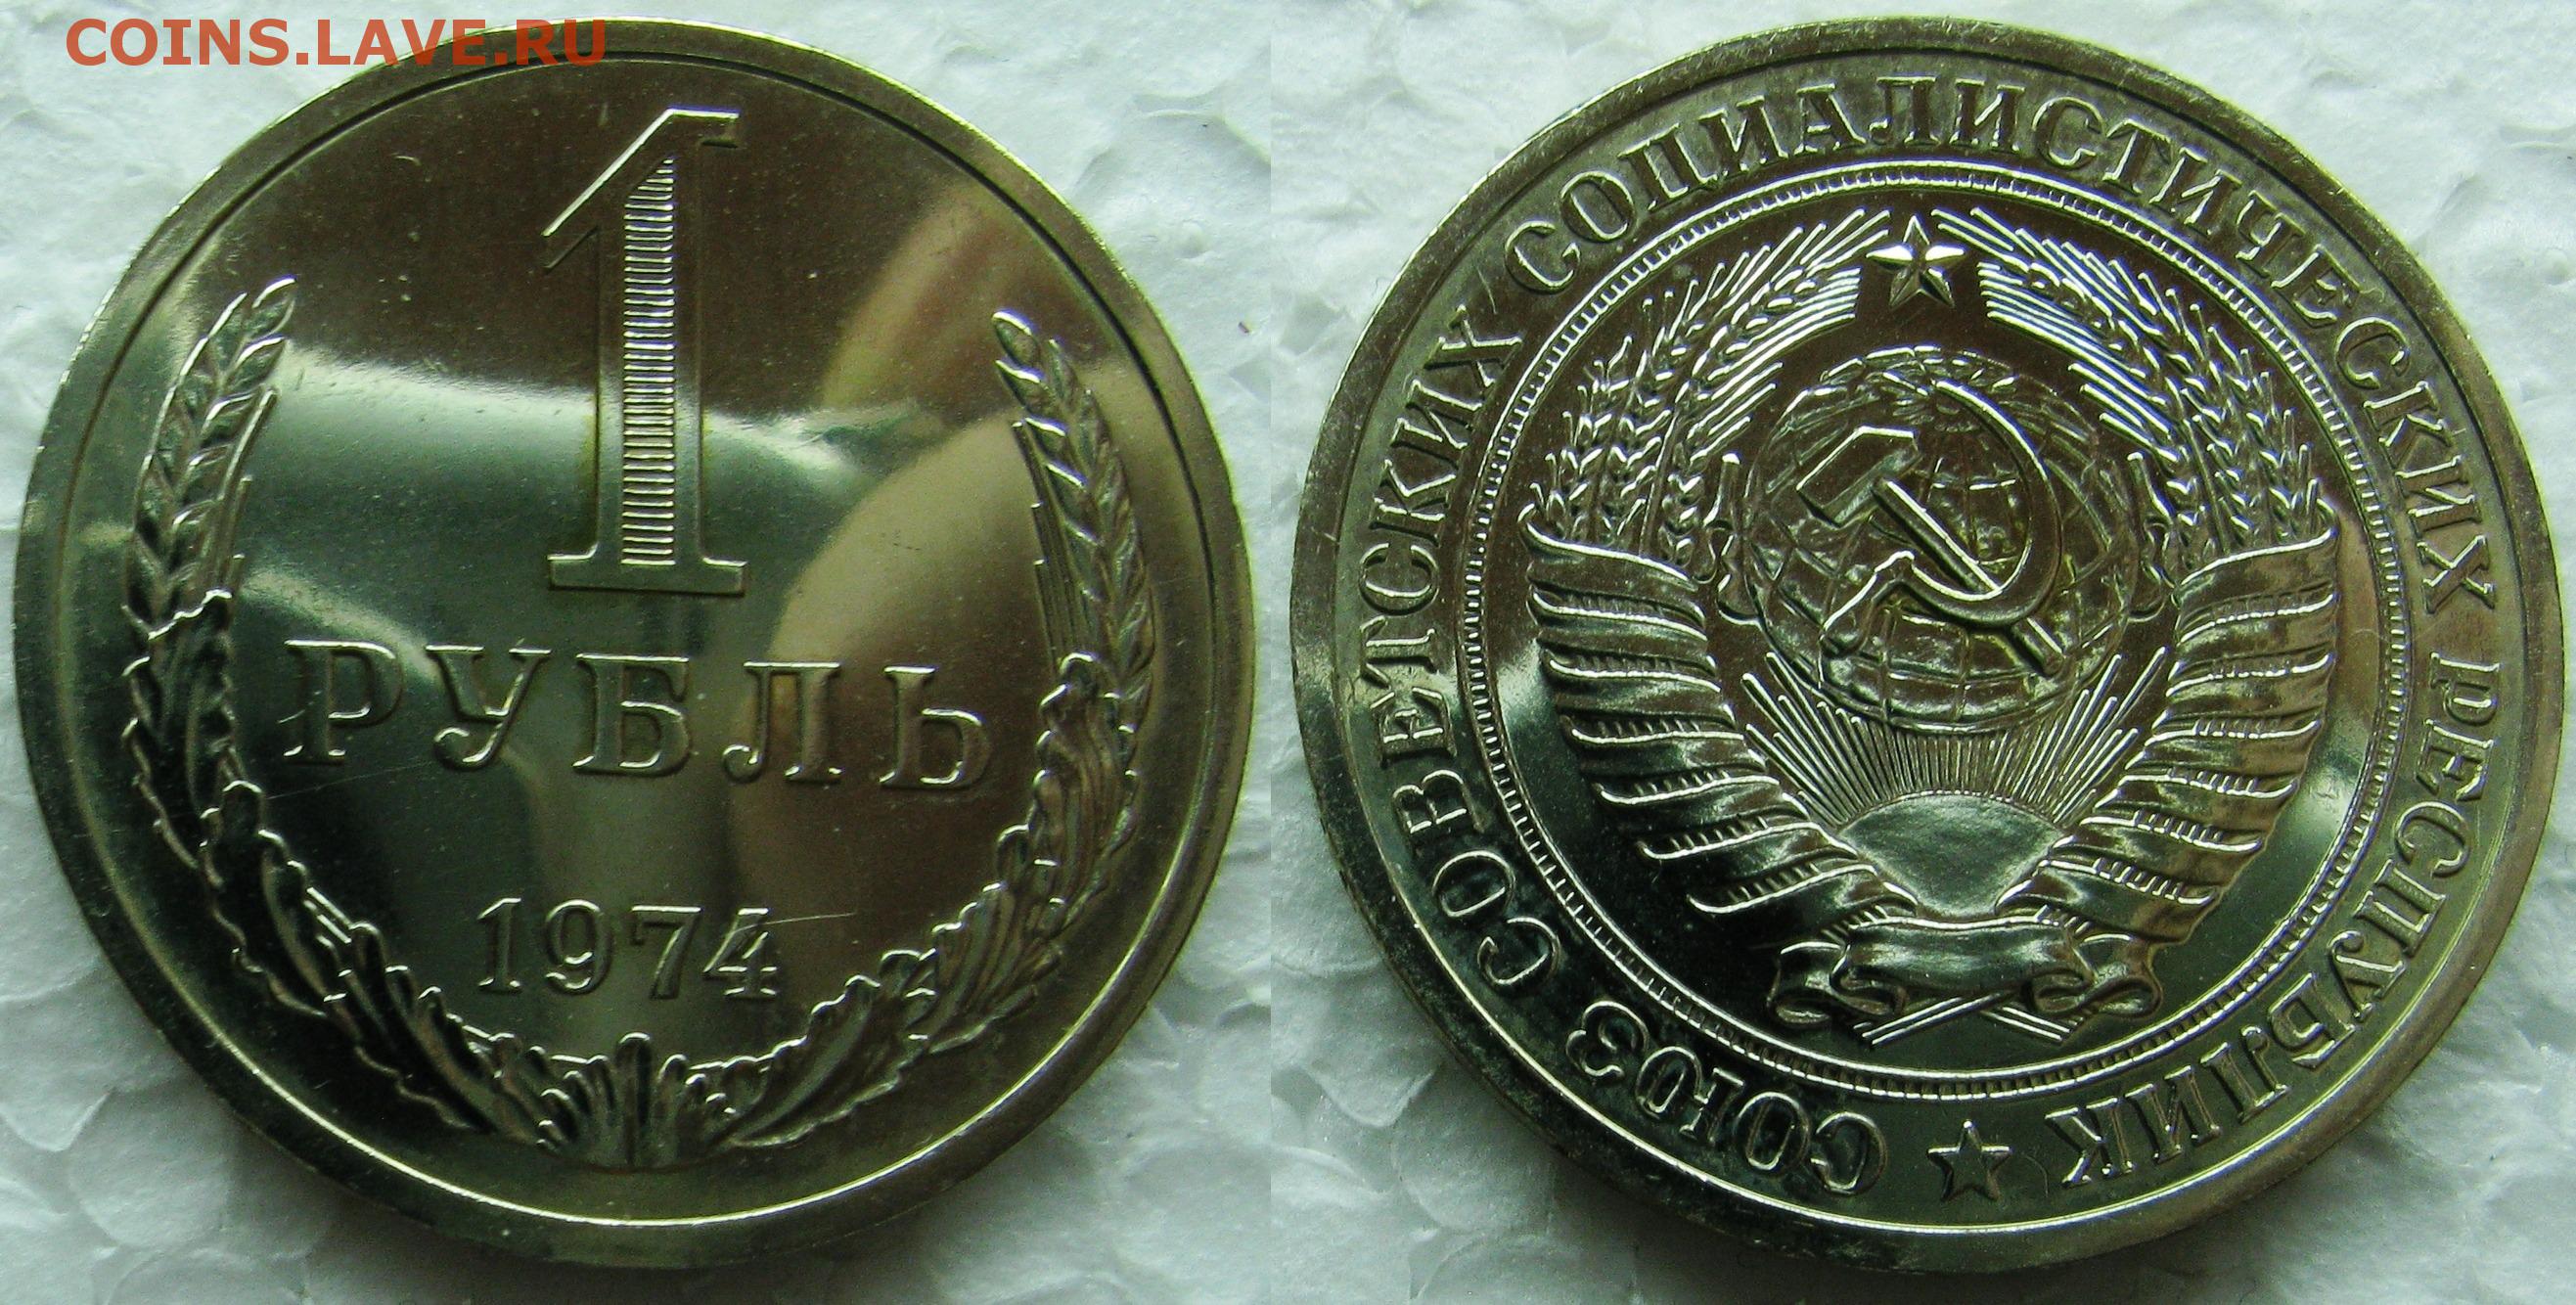 COINS.LAVE.RU
1
РУБЛЬ
1974
СОЮЗ СОВЕТСКИХ СОЦИАЛИСТИЧЕСКИХ РЕСПУБЛИК